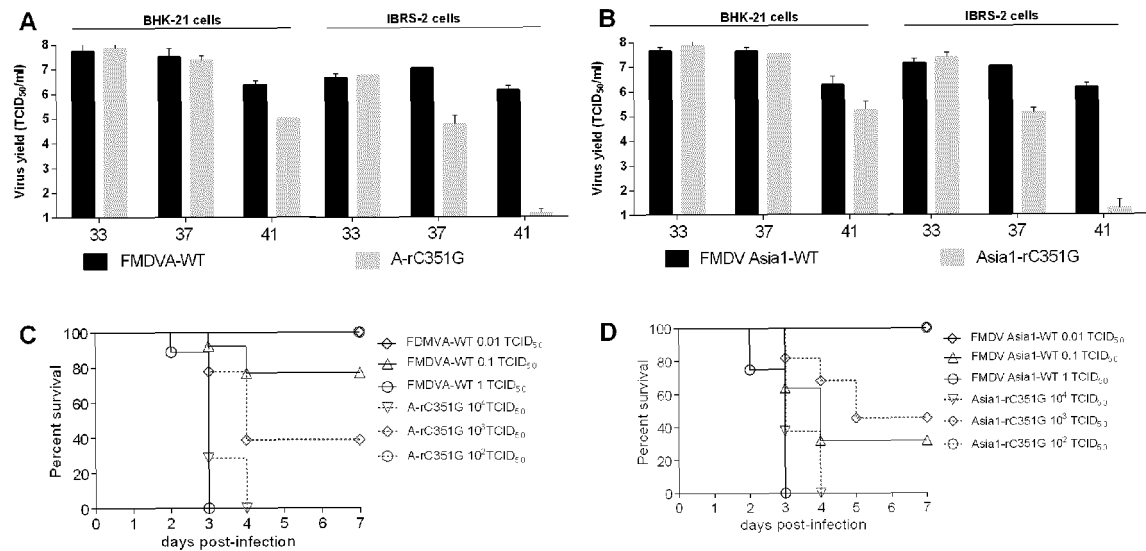 A
BHK-21 cells
IBRS-2 cells
Virus yield (TCID50/ml)
8
7
6
5
4
3
2
1
33
37
41
33
37
41
FMDVA-WT
A-rC351G
B
BHK-21 cells
IBRS-2 cells
Virus yield (TCID50/ml)
8
7
6
5
4
3
2
1
33
37
41
33
37
41
FMDV Asia1-WT
Asia1-rC351G
C
Percent survival
100
80
60
40
20
0
0
1
2
3
4
5
6
7
days post-infection
FDMVA-WT 0.01 TCID50
FMDVA-WT 0.1 TCID50
FMDVA-WT 1 TCID50
A-rC351G 10⁴TCID50
A-rC351G 10³TCID50
A-rC351G 10²TCID50
D
Percent survival
100
80
60
40
20
0
0
1
2
3
4
5
6
7
days post-infection
FMDV Asia1-WT 0.01 TCID50
FMDV Asia1-WT 0.1 TCID50
FMDV Asia1-WT 1 TCID50
Asia1-rC351G 10⁴ TCID50
Asia1-rC351G 10³ TCID50
Asia1-rC351G 10² TCID50